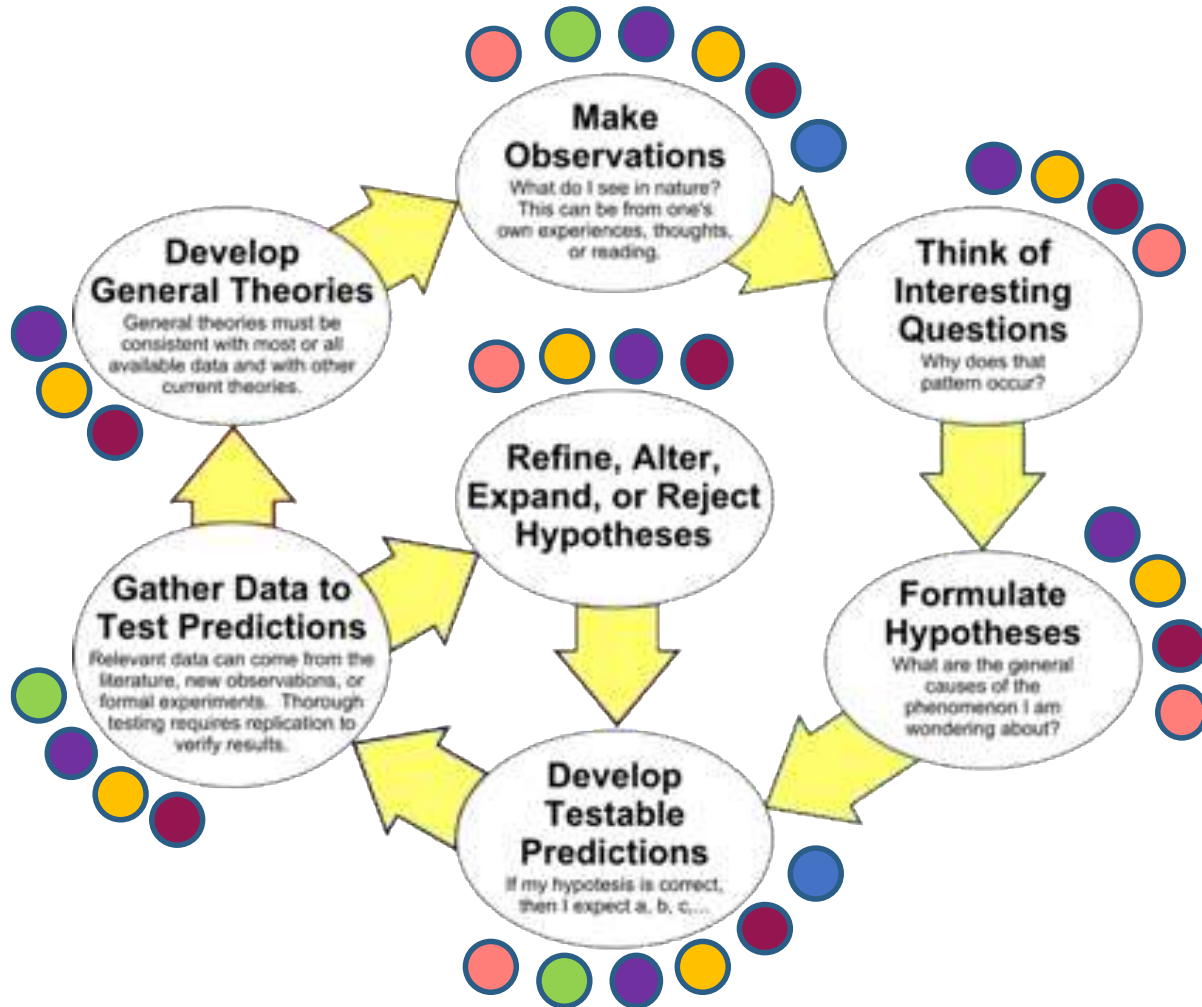 Make
Observations
What do I see in nature?
This can be from one's
own experiences, thoughts,
or reading.
Think of
Interesting
Questions
Why does that
pattern occur?
Formulate
Hypotheses
What are the general
causes of the
phenomenon I am
wondering about?
Develop
Testable
Predictions
If my hypotesis is correct,
then I expect a, b, c,...
Gather Data to
Test Predictions
Relevant data can come from the
literature, new observations, or
formal experiments. Thorough
testing requires replication to
verify results.
Refine, Alter,
Expand, or Reject
Hypotheses
Develop
General Theories
General theories must be
consistent with most or all
available data and with other
current theories.